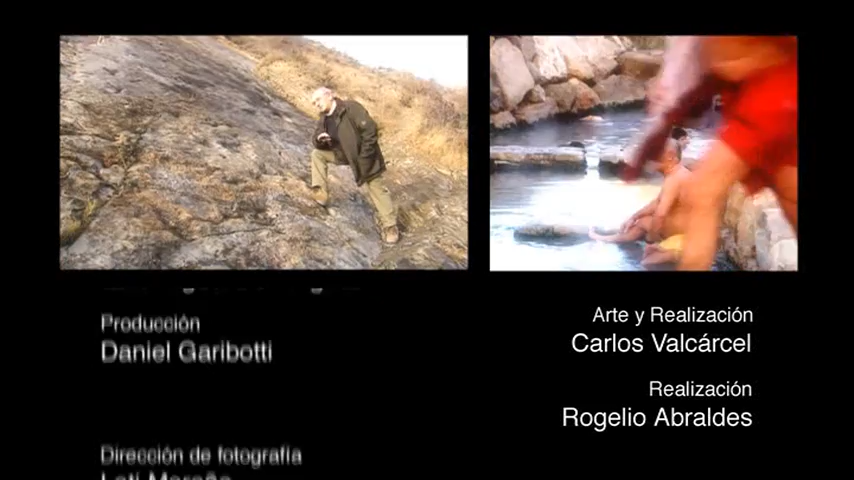 Producción
Daniel Garibotti
Dirección de fotografía
Arte y Realización
Carlos Valcárcel
Realización
Rogelio Abraldes